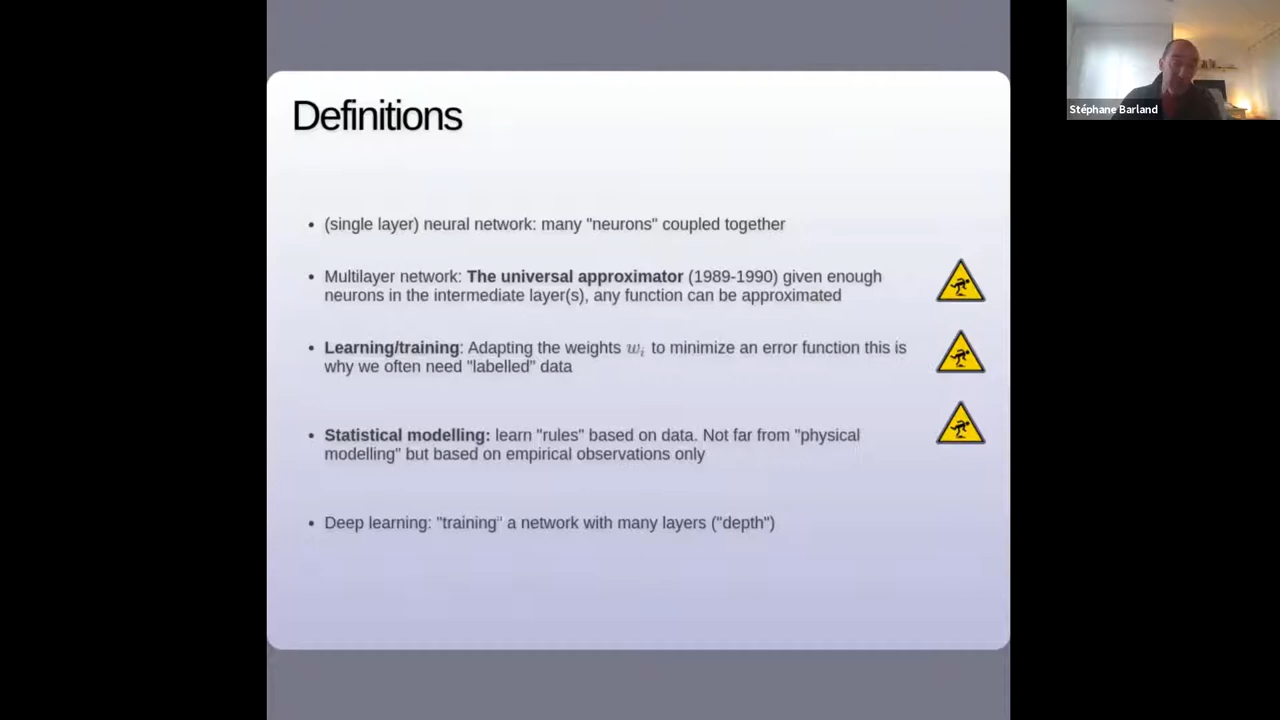 Definitions
Stéphane Barland
• (single layer) neural network: many "neurons" coupled together
• Multilayer network: The universal approximator (1989-1990) given enough
neurons in the intermediate layer(s), any function can be approximated
• Learning/training: Adapting the weights wᵢ to minimize an error function this is
why we often need "labelled" data
• Statistical modelling: learn "rules" based on data. Not far from "physical
modelling" but based on empirical observations only
• Deep learning: "training" a network with many layers ("depth")